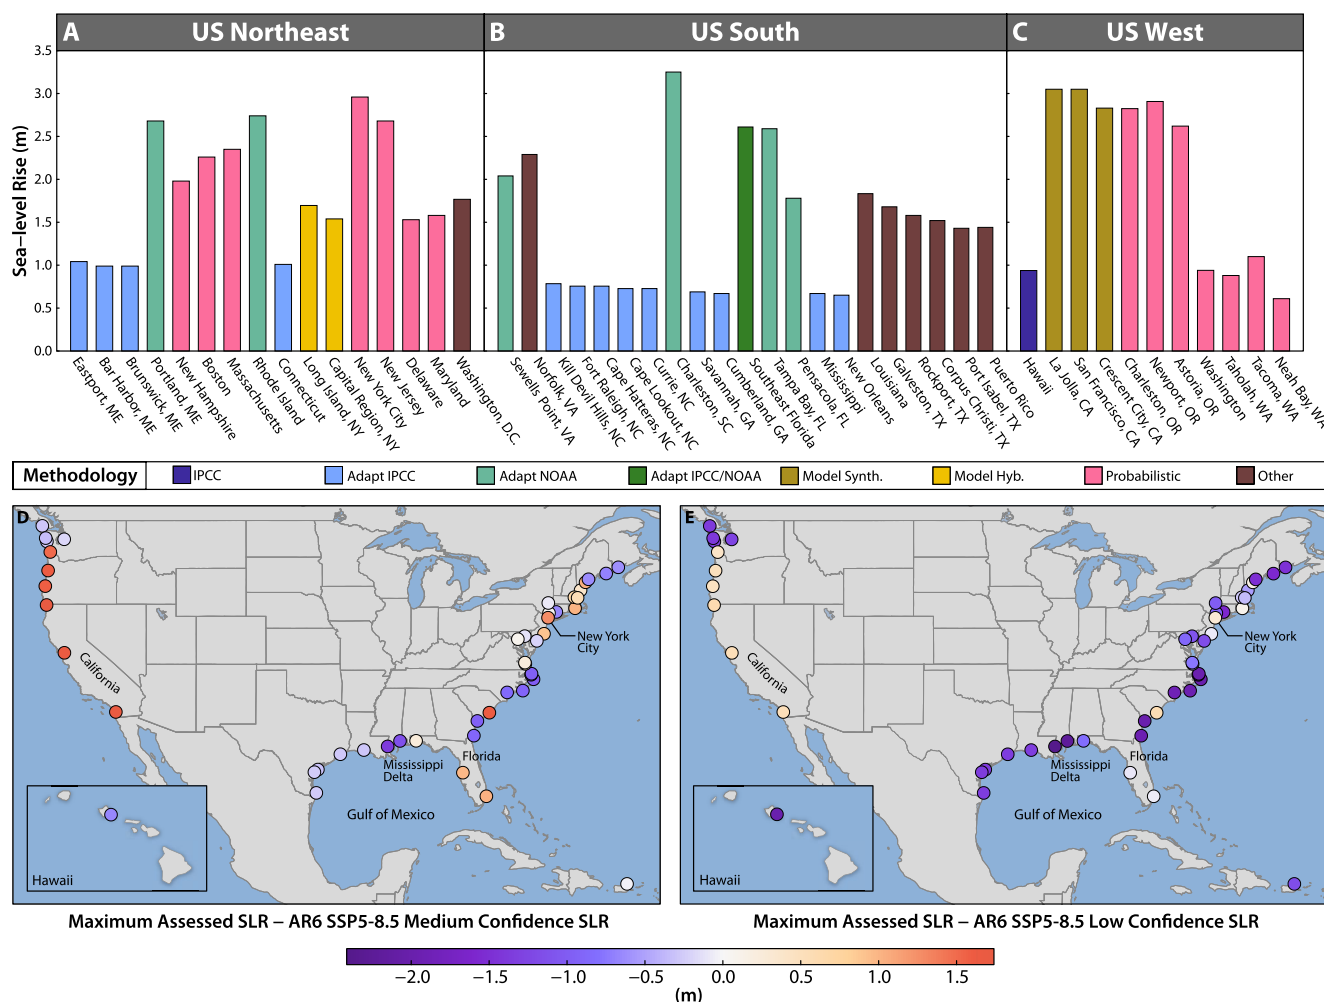 A US Northeast
B US South
C US West
Sea−level Rise (m)
3.5
3.0
2.5
2.0
1.5
1.0
0.5
0.0
Eastport, ME
Bar Harbor, ME
Brunswick, ME
Portland, ME
New Hampshire
Boston
Massachusetts
Rhode Island
Connecticut
Long Island, NY
Capital Region, NY
New York City
New Jersey
Delaware
Maryland
Washington, D.C.
Sewells Point, VA
Norfolk, VA
Kill Devil Hills, NC
Fort Raleigh, NC
Cape Hatteras, NC
Cape Lookout, NC
Currie, NC
Charleston, SC
Savanah, GA
Cumberland, GA
Southeast Florida
Tampa Bay, FL
Pensacola, FL
Mississippi
New Orleans
Louisiana
Galveston, TX
Rockport, TX
Corpus Christi, TX
Port Isabel, TX
Puerto Rico
Hawaii
La Jolla, CA
San Francisco, CA
Crescent City, CA
Charleston, OR
Newport, OR
Astoria, OR
Washington
Taholah, WA
Tacoma, WA
Neah Bay, WA
Methodology
IPCC
Adapt IPCC
Adapt NOAA
Adapt IPCC/NOAA
Model Synth.
Model Hyb.
Probabilistic
Other
D
California
New York
City
Florida
Mississippi
Delta
Gulf of Mexico
Hawaii
E
California
New York
City
Florida
Mississippi
Delta
Gulf of Mexico
Hawaii
Maximum Assessed SLR − AR6 SSP5-8.5 Medium Confidence SLR
Maximum Assessed SLR − AR6 SSP5-8.5 Low Confidence SLR
−2.0 −1.5 −1.0 −0.5 0.0 0.5 1.0 1.5
(m)